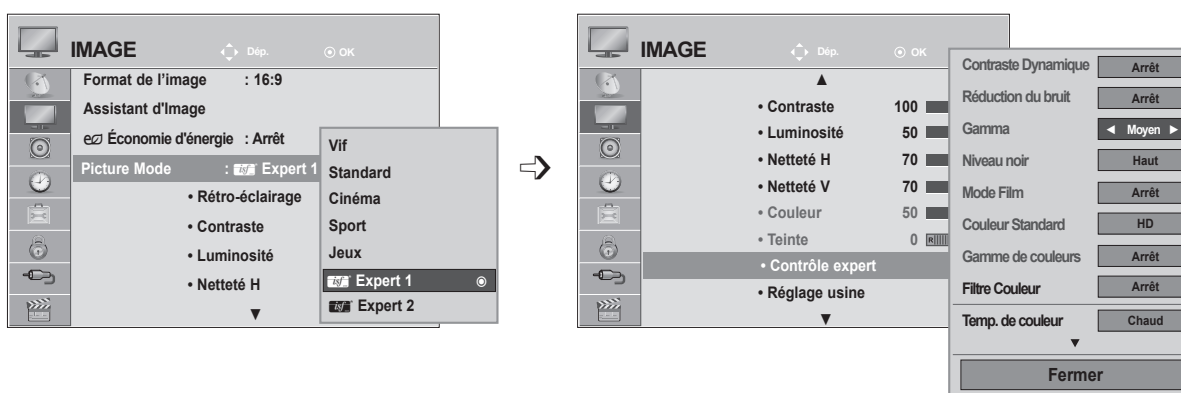 IMAGE Dép. OK
Format de l'image : 16:9
Assistant d'Image
Économie d'énergie : Arrêt
Picture Mode : isf Expert 1
• Rétro-éclairage
• Contraste
• Luminosité
• Netteté H
Vif
Standard
Cinéma
Sport
Jeux
isf Expert 1
isf Expert 2
IMAGE Dép. OK
• Contraste 100
• Luminosité 50
• Netteté H 70
• Netteté V 70
• Couleur 50
• Teinte 0 R
• Contrôle expert
• Réglage usine
Contraste Dynamique Arrêt
Réduction du bruit Arrêt
Gamma Moyen
Niveau noir Haut
Mode Film Arrêt
Couleur Standard HD
Gamme de couleurs Arrêt
Filtre Couleur Arrêt
Temp. de couleur Chaud
Fermer